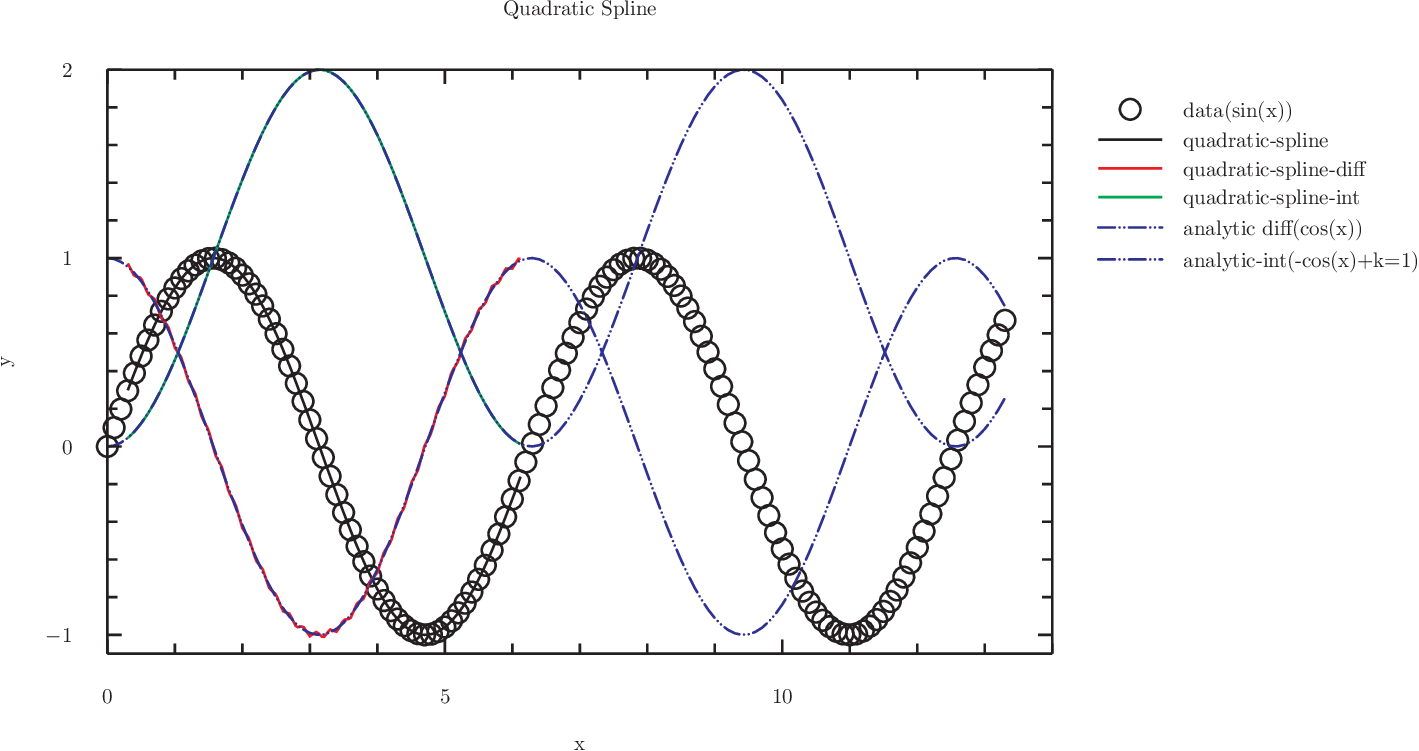 Quadratic Spline
2
1
0
−1
y
0
5
10
x
data(sin(x))
quadratic-spline
quadratic-spline-diff
quadratic-spline-int
analytic diff(cos(x))
analytic-int(-cos(x)+k=1)